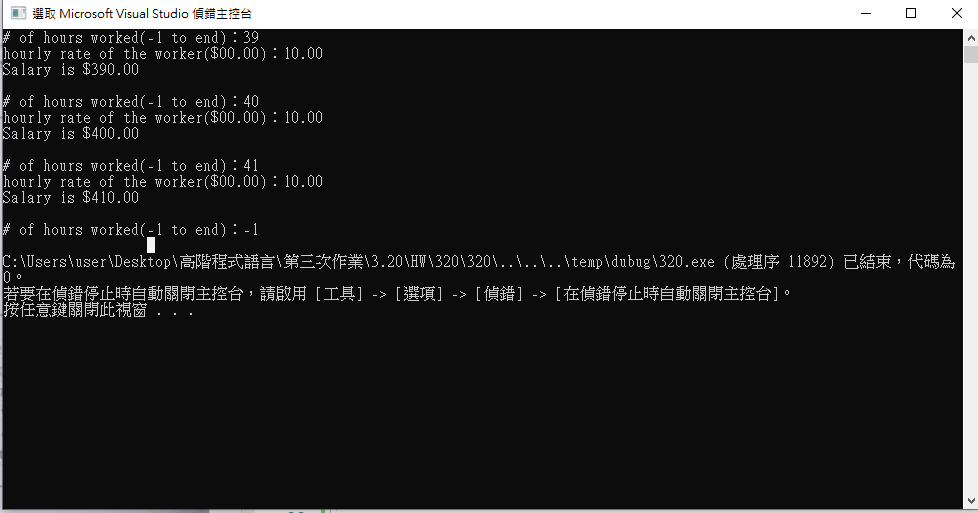 選取 Microsoft Visual Studio 偵錯主控台
# of hours worked(-1 to end)：39
hourly rate of the worker($00.00)：10.00
Salary is $390.00
# of hours worked(-1 to end)：40
hourly rate of the worker($00.00)：10.00
Salary is $400.00
# of hours worked(-1 to end)：41
hourly rate of the worker($00.00)：10.00
Salary is $410.00
# of hours worked(-1 to end)：-1
C:\Users\user\Desktop\高階程式語言\第三次作業\3.20\HW\320\320\..\..\..\temp\dubug\320.exe (處理序 11892) 已結束，代碼為
0。
若要在偵錯停止時自動關閉主控台，請啟用 [工具] -> [選項] -> [偵錯] -> [在偵錯停止時自動關閉主控台]。
按任意鍵關閉此視窗 . . .